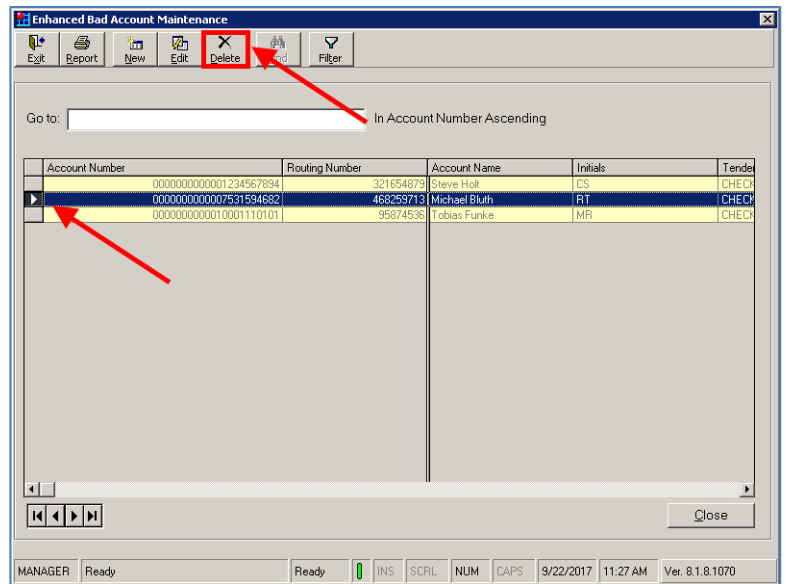 Enhanced Bad Account Maintenance
Exit Report New Edit Delete Filter
Go to: In Account Number Ascending
Account Number Routing Number Account Name Initials Tender
0000000000001234567894 321654879 Steve Holt CS CHECK
0000000000007531594682 468259713 Michael Bluth RT CHECK
0000000000010001110101 95874536 Tobias Funke MR CHECK
Close
MANAGER Ready Ready INS SCRL NUM CAPS 9/22/2017 11:27 AM Ver. 8.1.8.1070